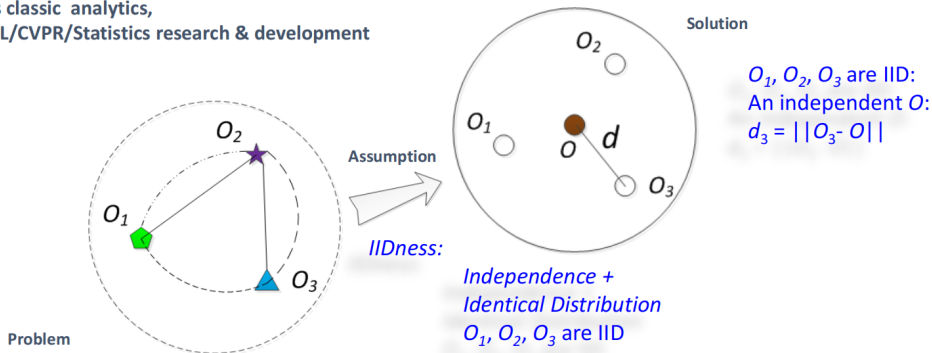 classic analytics,
L/CVPR/Statistics research & development
Solution
O₂
O₁, O₂, O₃ are IID:
An independent O:
d₃ = ||O₃- O||
O₁
O
d
O₃
O₂
Assumption
O₁
O₃
IIDness:
Independence +
Identical Distribution
O₁, O₂, O₃ are IID
Problem